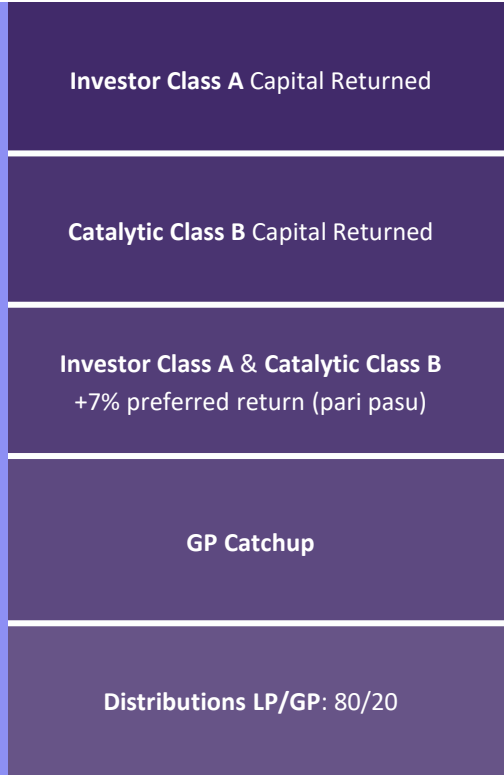 Investor Class A Capital Returned
Catalytic Class B Capital Returned
Investor Class A & Catalytic Class B
+7% preferred return (pari pasu)
GP Catchup
Distributions LP/GP: 80/20